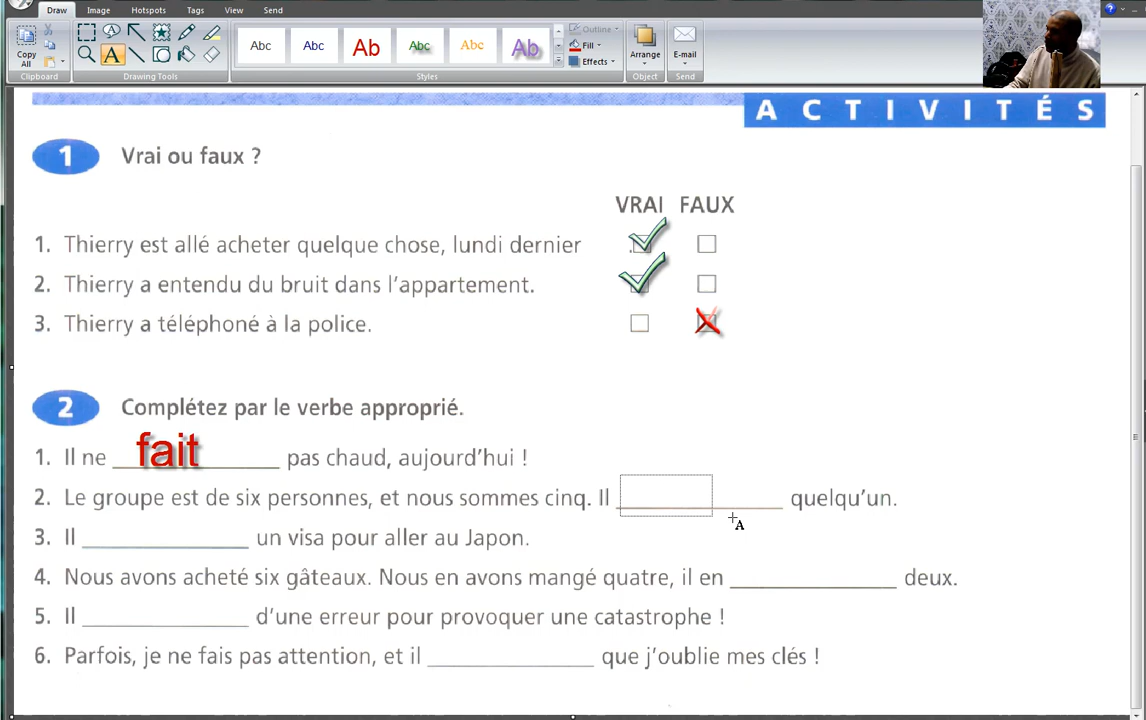 Draw Image Hotspots Tags View Send
Copy All
Clipboard
Drawing Tools
Abc Abc Ab Abc Abc Ab
Styles
Outline
Fill
Effects
Arrange
Object
E-mail
Send
ACTIVITÉS
1 Vrai ou faux ?
VRAI FAUX
1. Thierry est allé acheter quelque chose, lundi dernier
2. Thierry a entendu du bruit dans l'appartement.
3. Thierry a téléphoné à la police.
2 Complétez par le verbe approprié.
1. Il ne fait pas chaud, aujourd'hui !
2. Le groupe est de six personnes, et nous sommes cinq. Il ____________ quelqu'un.
3. Il ____________ un visa pour aller au Japon.
4. Nous avons acheté six gâteaux. Nous en avons mangé quatre, il en ____________ deux.
5. Il ____________ d'une erreur pour provoquer une catastrophe !
6. Parfois, je ne fais pas attention, et il ____________ que j'oublie mes clés !